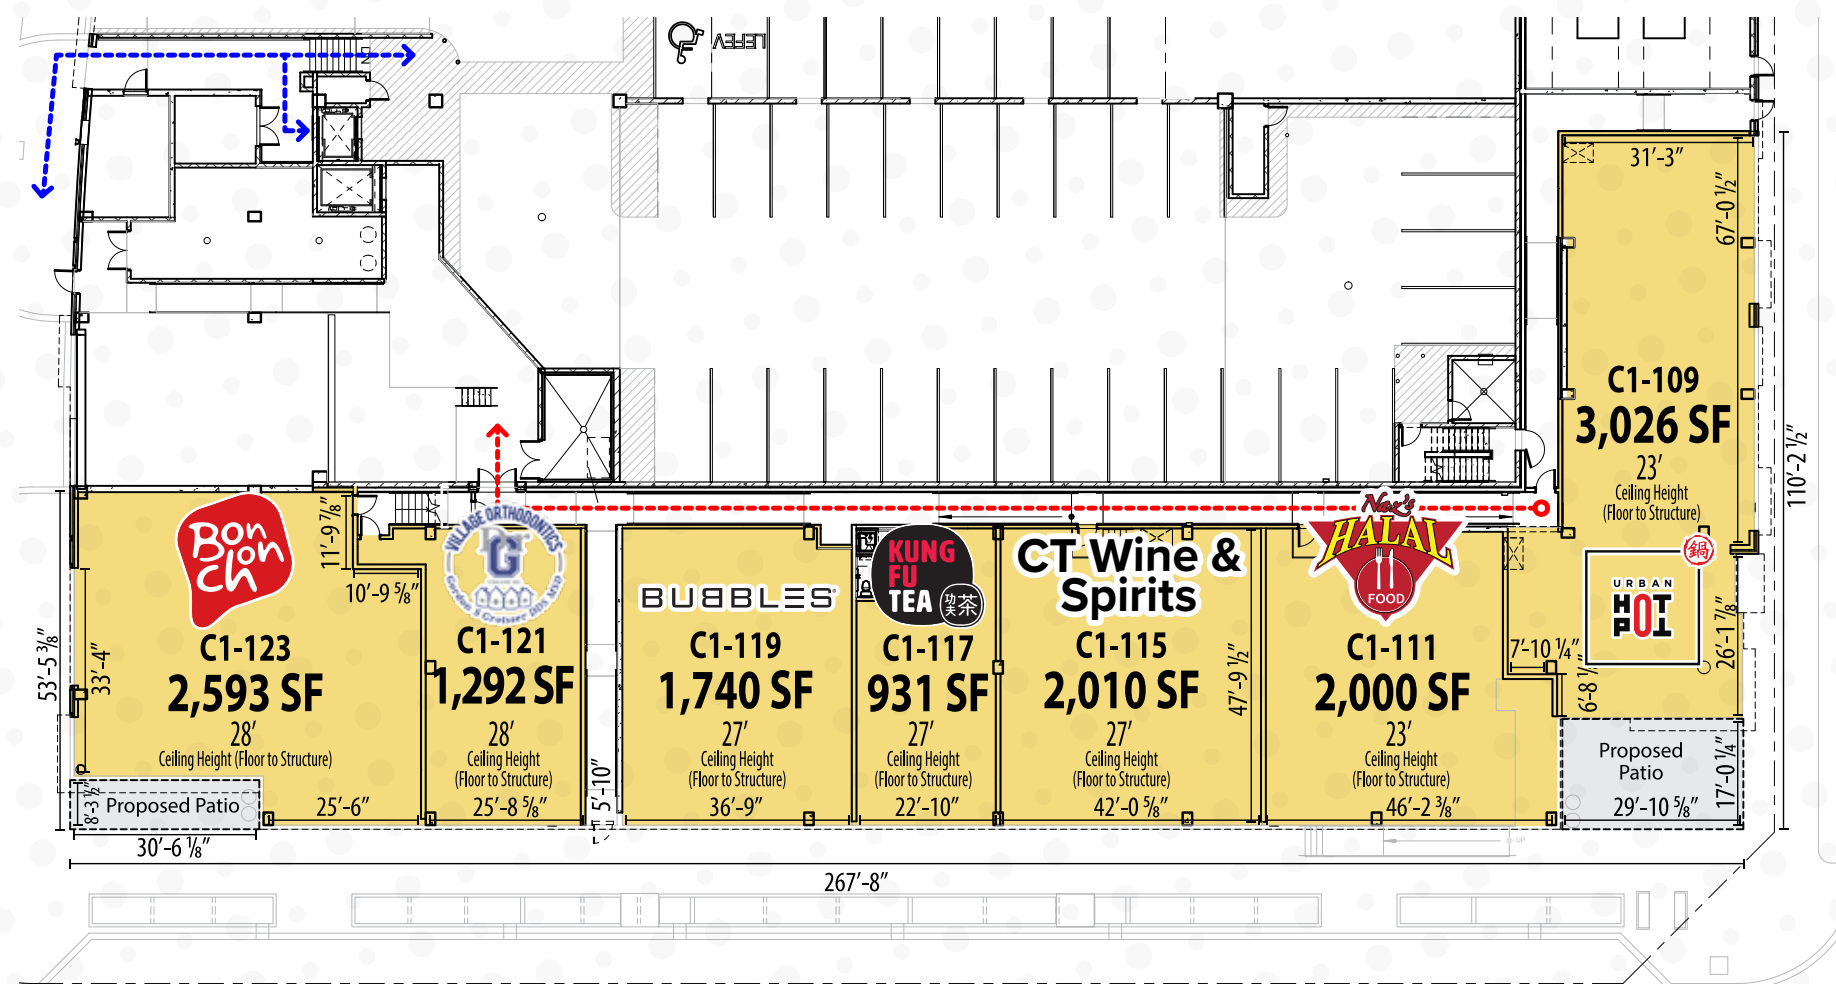 LEFEV
31'-3"
67'-0 1/2"
C1-109
3,026 SF
23'
Ceiling Height
(Floor to Structure)
110'-2 1/2"
Bon
chon
ch
11'-9 7/8"
10'-9 5/8"
C1-123
2,593 SF
28'
Ceiling Height (Floor to Structure)
53'-5 3/8"
33'-4"
8'-3 1/2"
Proposed Patio
25'-6"
30'-6 1/8"
VILLAGE ORTHODONTICS
G
Gordon & Groisser DDS MSD
C1-121
1,292 SF
28'
Ceiling Height
(Floor to Structure)
25'-8 5/8"
5'-10"
BUBBLES
C1-119
1,740 SF
27'
Ceiling Height
(Floor to Structure)
36'-9"
KUNG
FU
TEA
功夫茶
C1-117
931 SF
27'
Ceiling Height
(Floor to Structure)
22'-10"
CT Wine &
Spirits
C1-115
2,010 SF
27'
Ceiling Height
(Floor to Structure)
42'-0 5/8"
47'-9 1/2"
Naz's
HALAL
FOOD
C1-111
2,000 SF
23'
Ceiling Height
(Floor to Structure)
46'-2 3/8"
鍋
URBAN
HOT
POT
7'-10 1/4"
6'-8 1/4"
26'-1 7/8"
Proposed
Patio
17'-0 1/4"
29'-10 5/8"
UP
267'-8"